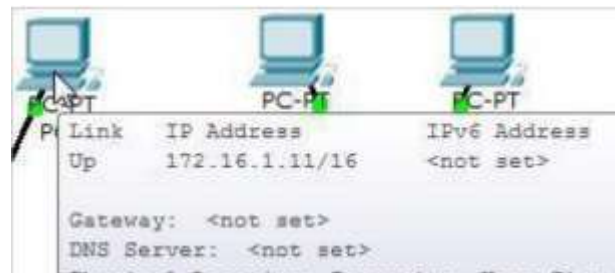 PC-PT PC-PT PC-PT
Link IP Address IPv6 Address
Up 172.16.1.11/16 <not set>
Gateway: <not set>
DNS Server: <not set>